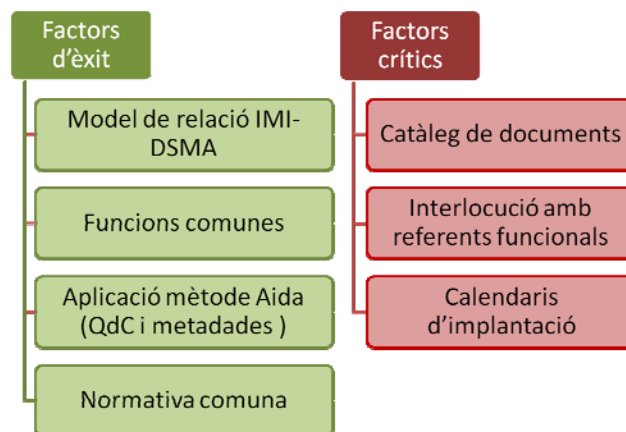 Factors
d'èxit
Model de relació IMI-
DSMA
Funcions comunes
Aplicació mètode Aida
(QdC i metadades )
Normativa comuna
Factors
crítics
Catàleg de documents
Interlocució amb
referents funcionals
Calendaris
d'implantació